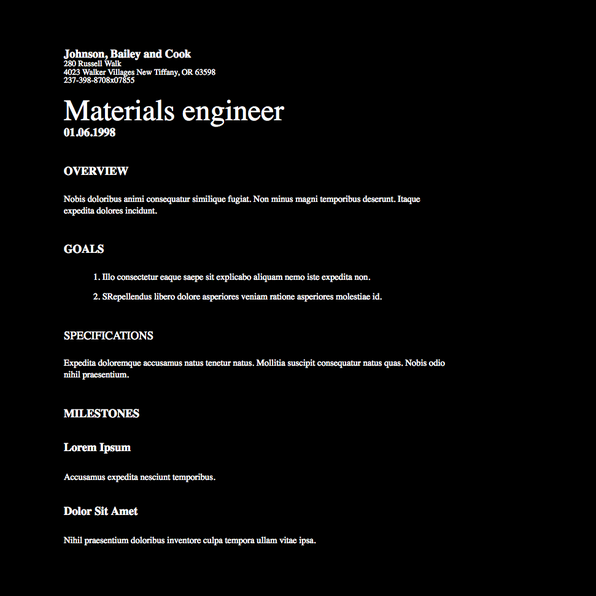 Johnson, Bailey and Cook
280 Russell Walk
4023 Walker Villages New Tiffany, OR 63598
237-398-8708x07855
Materials engineer
01.06.1998
OVERVIEW
Nobis doloribus animi consequatur similique fugiat. Non minus magni temporibus deserunt. Itaque
expedita dolores incidunt.
GOALS
1. Illo consectetur eaque saepe sit explicabo aliquam nemo iste expedita non.
2. SRepellendus libero dolore asperiores veniam ratione asperiores molestiae id.
SPECIFICATIONS
Expedita doloremque accusamus natus tenetur natus. Mollitia suscipit consequatur natus quas. Nobis odio
nihil praesentium.
MILESTONES
Lorem Ipsum
Accusamus expedita nesciunt temporibus.
Dolor Sit Amet
Nihil praesentium doloribus inventore culpa tempora ullam vitae ipsa.